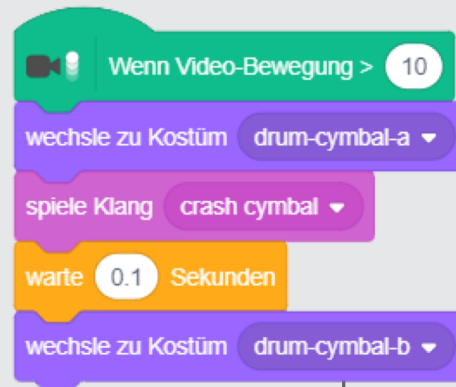 Wenn Video-Bewegung > 10
wechsle zu Kostüm drum-cymbal-a
spiele Klang crash cymbal
warte 0.1 Sekunden
wechsle zu Kostüm drum-cymbal-b